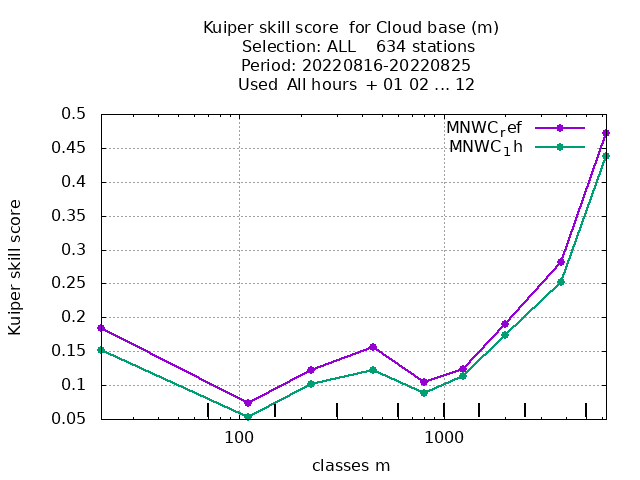 Kuiper skill score for Cloud base (m)
Selection: ALL 634 stations
Period: 20220816-20220825
Used All hours + 01 02 ... 12
MNWC_ref
MNWC_1h
0.5
0.45
0.4
0.35
0.3
0.25
0.2
0.15
0.1
0.05
Kuiper skill score
100 1000
classes m